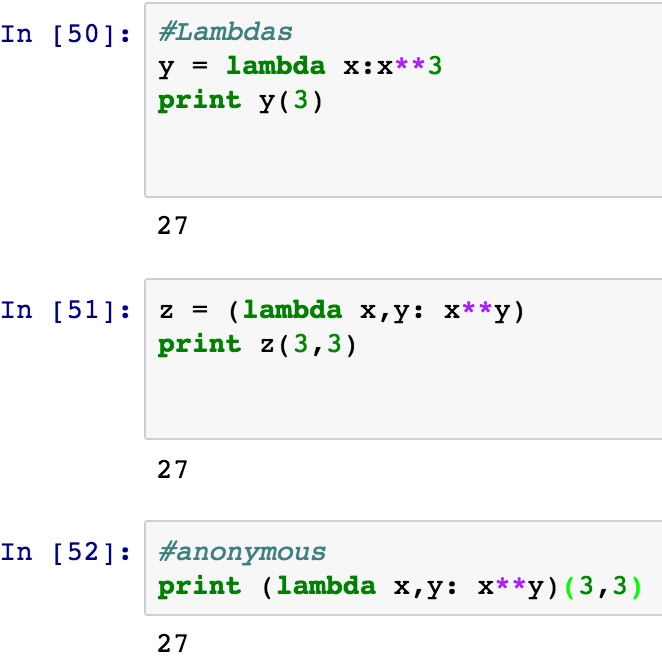 In [50]: #Lambdas
y = lambda x:x**3
print y(3)
27
In [51]: z = (lambda x,y: x**y)
print z(3,3)
27
In [52]: #anonymous
print (lambda x,y: x**y)(3,3)
27